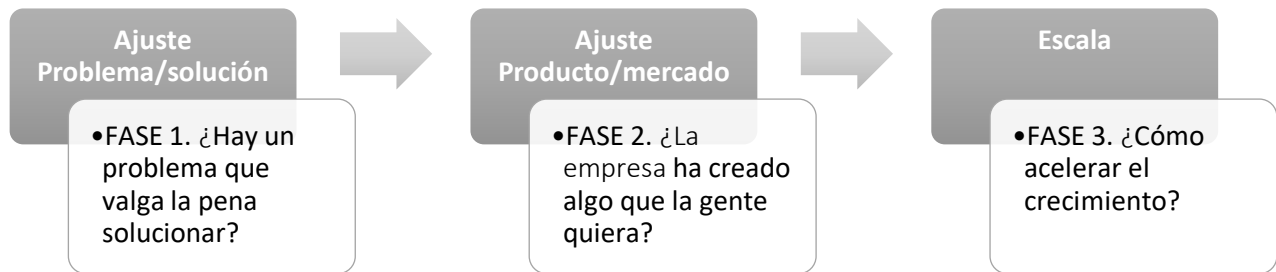 Ajuste
Problema/solución
•FASE 1. ¿Hay un
problema que
valga la pena
solucionar?
Ajuste
Producto/mercado
•FASE 2. ¿La
empresa ha creado
algo que la gente
quiera?
Escala
•FASE 3. ¿Cómo
acelerar el
crecimiento?